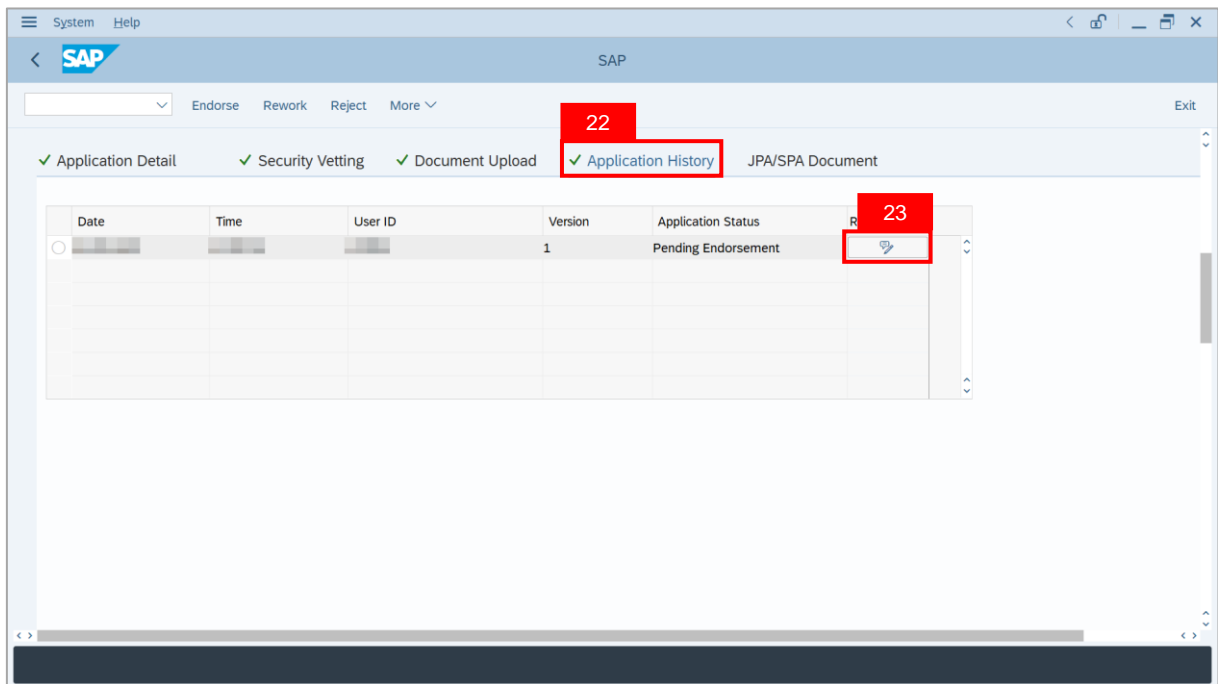 System Help
SAP SAP
Endorse Rework Reject More Exit
22
Application Detail Security Vetting Document Upload Application History JPA/SPA Document
23
Date Time User ID Version Application Status
1 Pending Endorsement